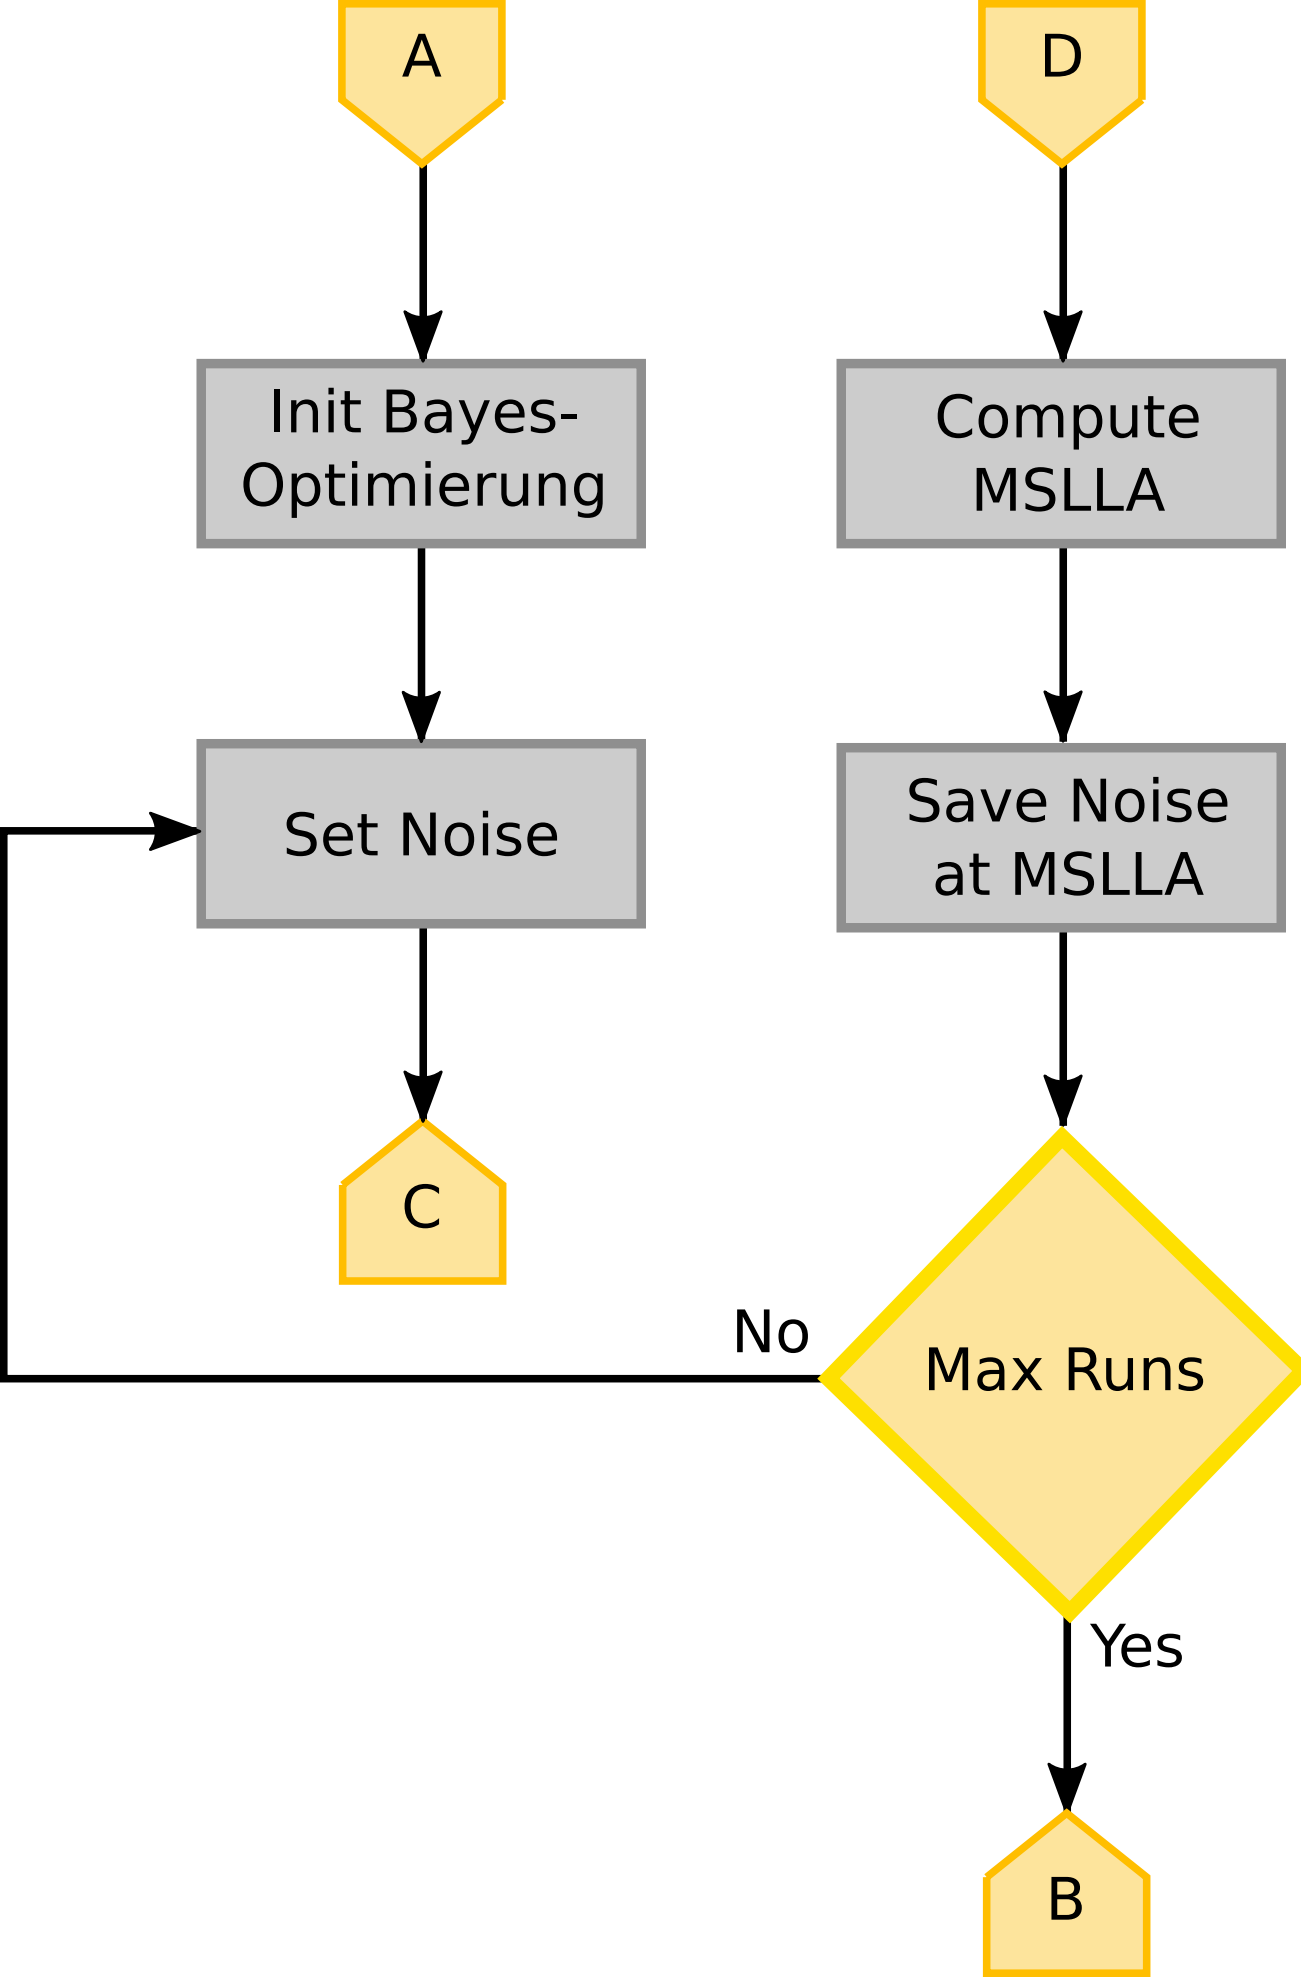 A
Init Bayes-
Optimierung
Set Noise
C
D
Compute
MSLLA
Save Noise
at MSLLA
Max Runs
No
Yes
B